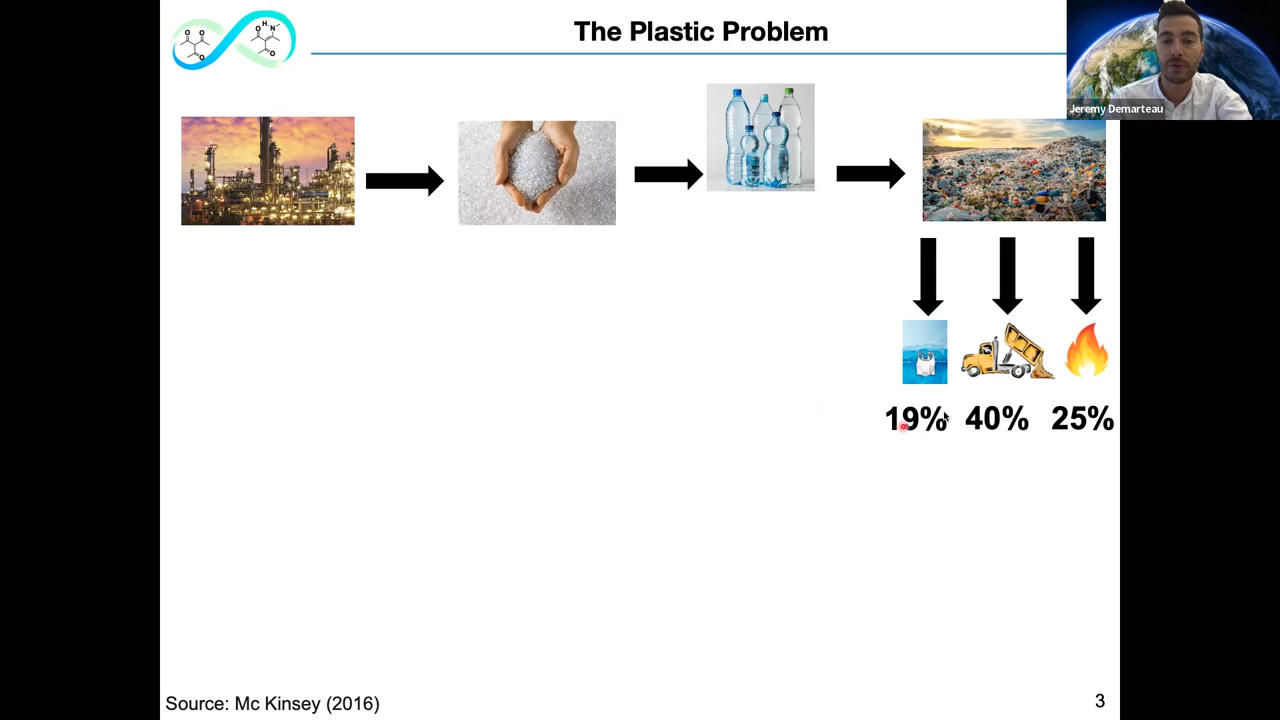 The Plastic Problem
Jeremy Demarteau
O O
O
O H N
O
19% 40% 25%
Source: Mc Kinsey (2016)
3